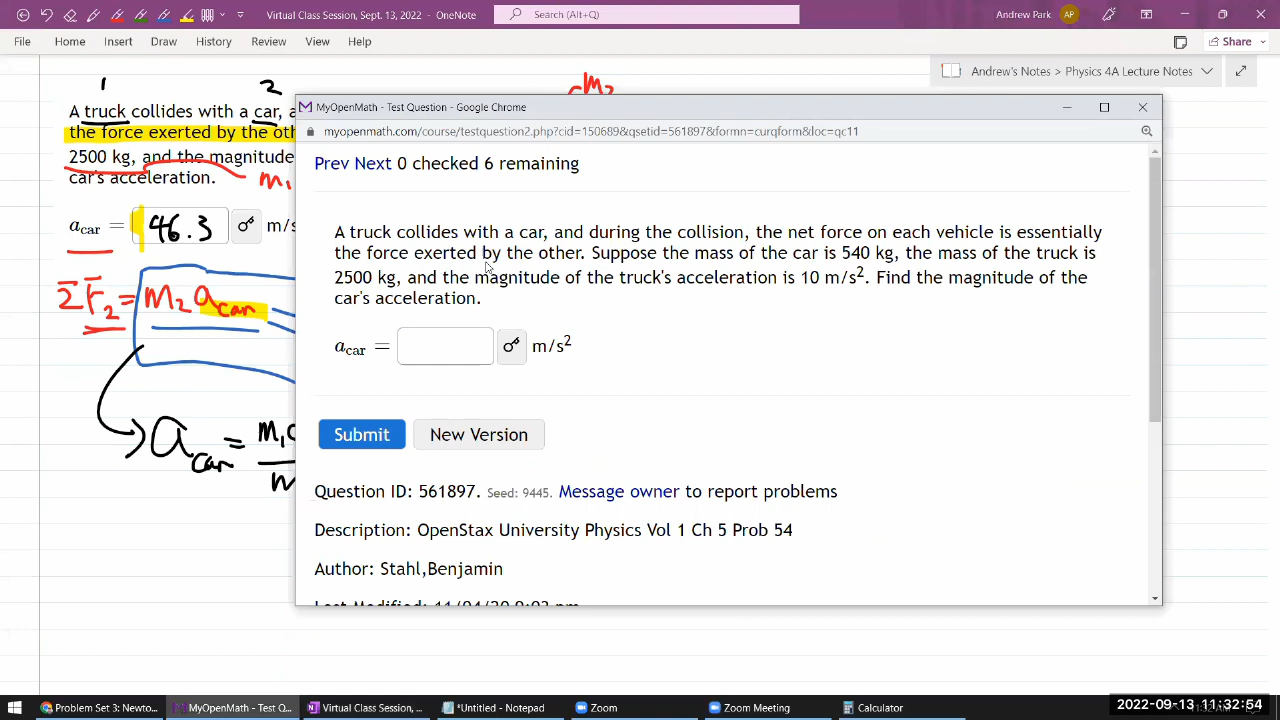 Virtual Class Session, Sept. 13, 2022 - OneNote
Search (Alt+Q)
Andrew Park
AP
File Home Insert Draw History Review View Help
Share
Andrew's Notes > Physics 4A Lecture Notes
1 2
A truck collides with a car, a
the force exerted by the oth
2500 kg, and the magnitude
car's acceleration.
m₁
m₂
a car = 46.3 m/s
ΣF₂ = m₂ a car
a car = m₁
MyOpenMath - Test Question - Google Chrome
myopenmath.com/course/testquestion2.php?cid=150689&qsetid=561897&formn=curqform&loc=qc11
Prev Next 0 checked 6 remaining
A truck collides with a car, and during the collision, the net force on each vehicle is essentially
the force exerted by the other. Suppose the mass of the car is 540 kg, the mass of the truck is
2500 kg, and the magnitude of the truck's acceleration is 10 m/s². Find the magnitude of the
car's acceleration.
a car = m/s²
Submit New Version
Question ID: 561897. Seed: 9445. Message owner to report problems
Description: OpenStax University Physics Vol 1 Ch 5 Prob 54
Author: Stahl,Benjamin
Problem Set 3: Newto...
MyOpenMath - Test Q...
Virtual Class Session, ...
*Untitled - Notepad
Zoom
Zoom Meeting
Calculator
2022-09-13 11:32:54